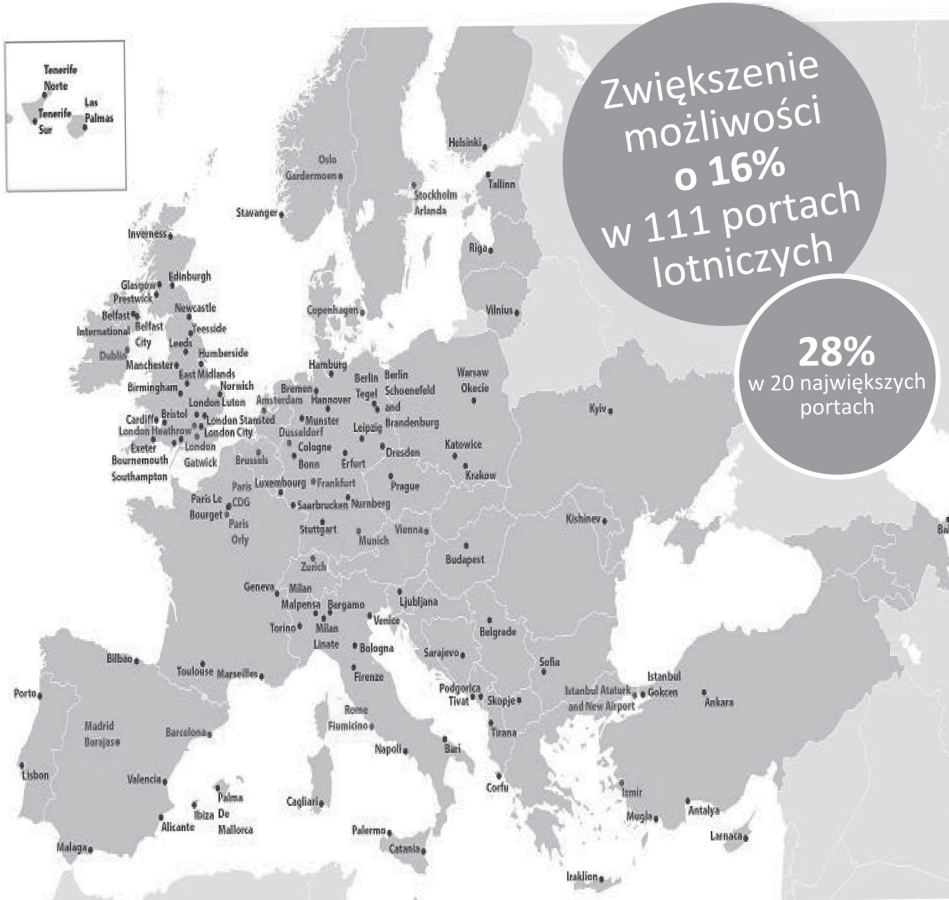 Tenerife
Norte
Las
Palmas
Tenerife
Sur
Zwiększenie
możliwości
o 16%
w 111 portach
lotniczych
28%
w 20 największych
portach
Helsinki
Oslo
Gardermoen
Tallinn
Stockholm
Arlanda
Stavanger
Inverness
Riga
Edinburgh
Glasgow
Prestwick
Newcastle
Copenhagen
Vilnius
Belfast
International
Belfast
City
Teesside
Leeds
Dublin
Humberside
Manchester
East Midlands
Hamburg
Berlin
Tegel
Berlin
Schoenefeld
and
Brandenburg
Warsaw
Okecie
Birmingham
Norwich
Bremen
Amsterdam
Hannover
London Luton
Kyiv
Cardiff
Bristol
London Stansted
Munster
London Heathrow
London City
Dusseldorf
Leipzig
Exeter
London
Gatwick
Cologne
Bonn
Dresden
Katowice
Bournemouth
Brussels
Erfurt
Krakow
Southampton
Prague
Luxembourg
Frankfurt
Paris
CDG
Paris Le
Bourget
Saarbrucken
Nurnberg
Paris
Orly
Stuttgart
Munich
Vienna
Kishinev
Bai
Budapest
Zurich
Geneva
Milan
Malpensa
Bergamo
Ljubljana
Torino
Milan
Linate
Venice
Belgrade
Bologna
Sarajevo
Bilbao
Toulouse
Marseilles
Firenze
Sofia
Porto
Podgorica
Tivat
Skopje
Istanbul Ataturk
and New Airport
Istanbul
Gokcen
Ankara
Madrid
Barajas
Barcelona
Rome
Fiumicino
Tirana
Napoli
Bari
Lisbon
Valencia
Corfu
Izmir
Palma
De
Mallorca
Ibiza
Cagliari
Alicante
Mugla
Antalya
Palermo
Larnaca
Malaga
Catania
Iraklion